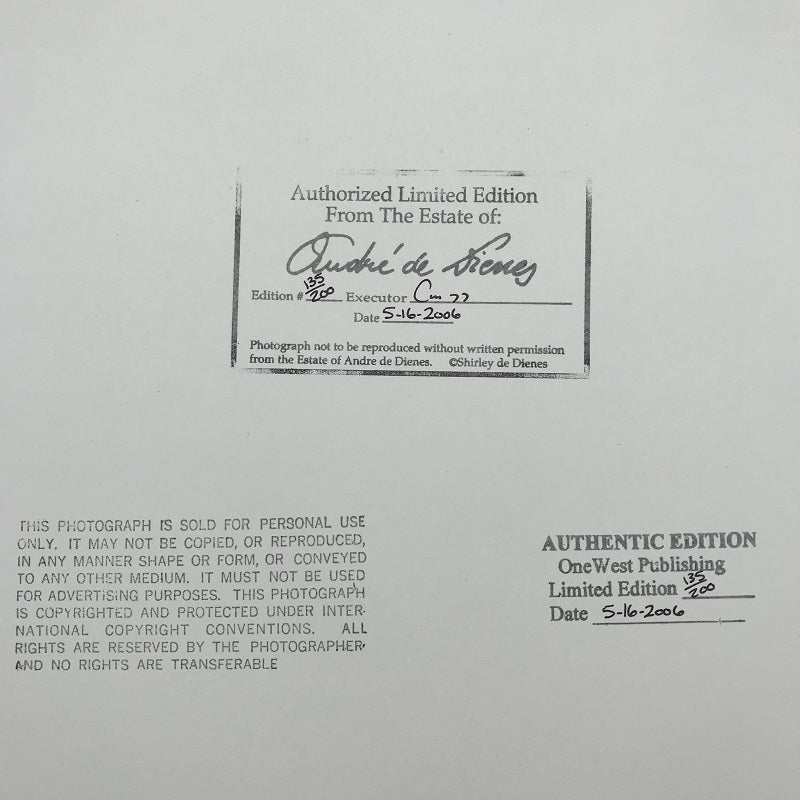 Authorized Limited Edition
From The Estate of:
André de Dienes
Edition # 135/200 Executor
Date 5-16-2006
Photograph not to be reproduced without written permission
from the Estate of Andre de Dienes. ©Shirley de Dienes
THIS PHOTOGRAPH IS SOLD FOR PERSONAL USE
ONLY. IT MAY NOT BE COPIED, OR REPRODUCED,
IN ANY MANNER SHAPE OR FORM, OR CONVEYED
TO ANY OTHER MEDIUM. IT MUST NOT BE USED
FOR ADVERTISING PURPOSES. THIS PHOTOGRAPH
IS COPYRIGHTED AND PROTECTED UNDER INTER-
NATIONAL COPYRIGHT CONVENTIONS. ALL
RIGHTS ARE RESERVED BY THE PHOTOGRAPHER
AND NO RIGHTS ARE TRANSFERABLE
AUTHENTIC EDITION
OneWest Publishing
Limited Edition 135/200
Date 5-16-2006